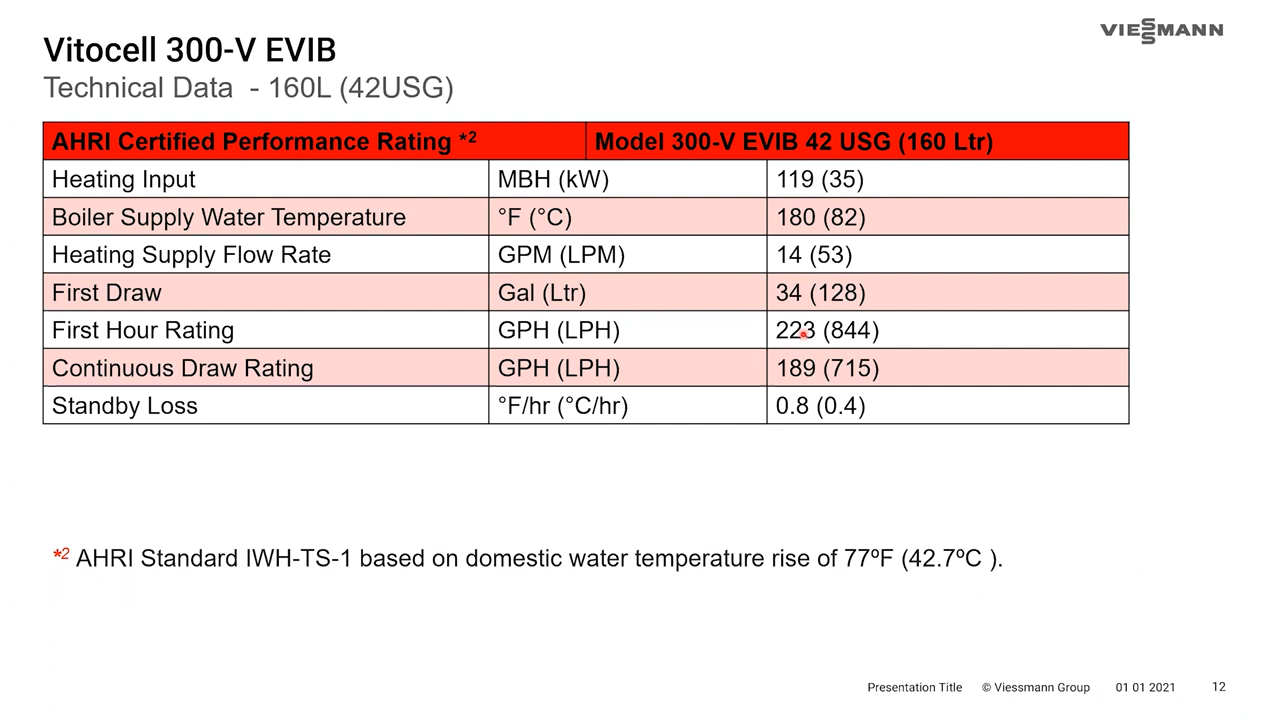 VIESSMANN
Vitocell 300-V EVIB
Technical Data - 160L (42USG)
AHRI Certified Performance Rating *2 Model 300-V EVIB 42 USG (160 Ltr)
Heating Input MBH (kW) 119 (35)
Boiler Supply Water Temperature °F (°C) 180 (82)
Heating Supply Flow Rate GPM (LPM) 14 (53)
First Draw Gal (Ltr) 34 (128)
First Hour Rating GPH (LPH) 223 (844)
Continuous Draw Rating GPH (LPH) 189 (715)
Standby Loss °F/hr (°C/hr) 0.8 (0.4)
*2 AHRI Standard IWH-TS-1 based on domestic water temperature rise of 77ºF (42.7ºC ).
Presentation Title © Viessmann Group 01 01 2021 12